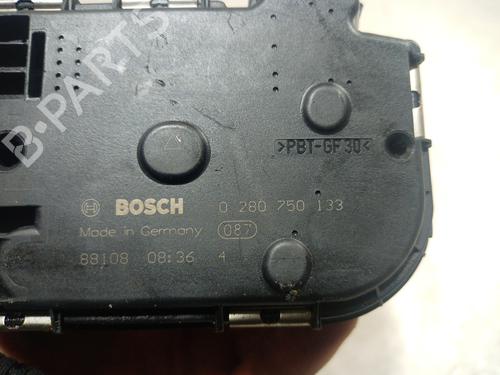 B-PARTS
>PBT-GF30<
BOSCH 0 280 750 133
Made in Germany 087
88108 08:36 4